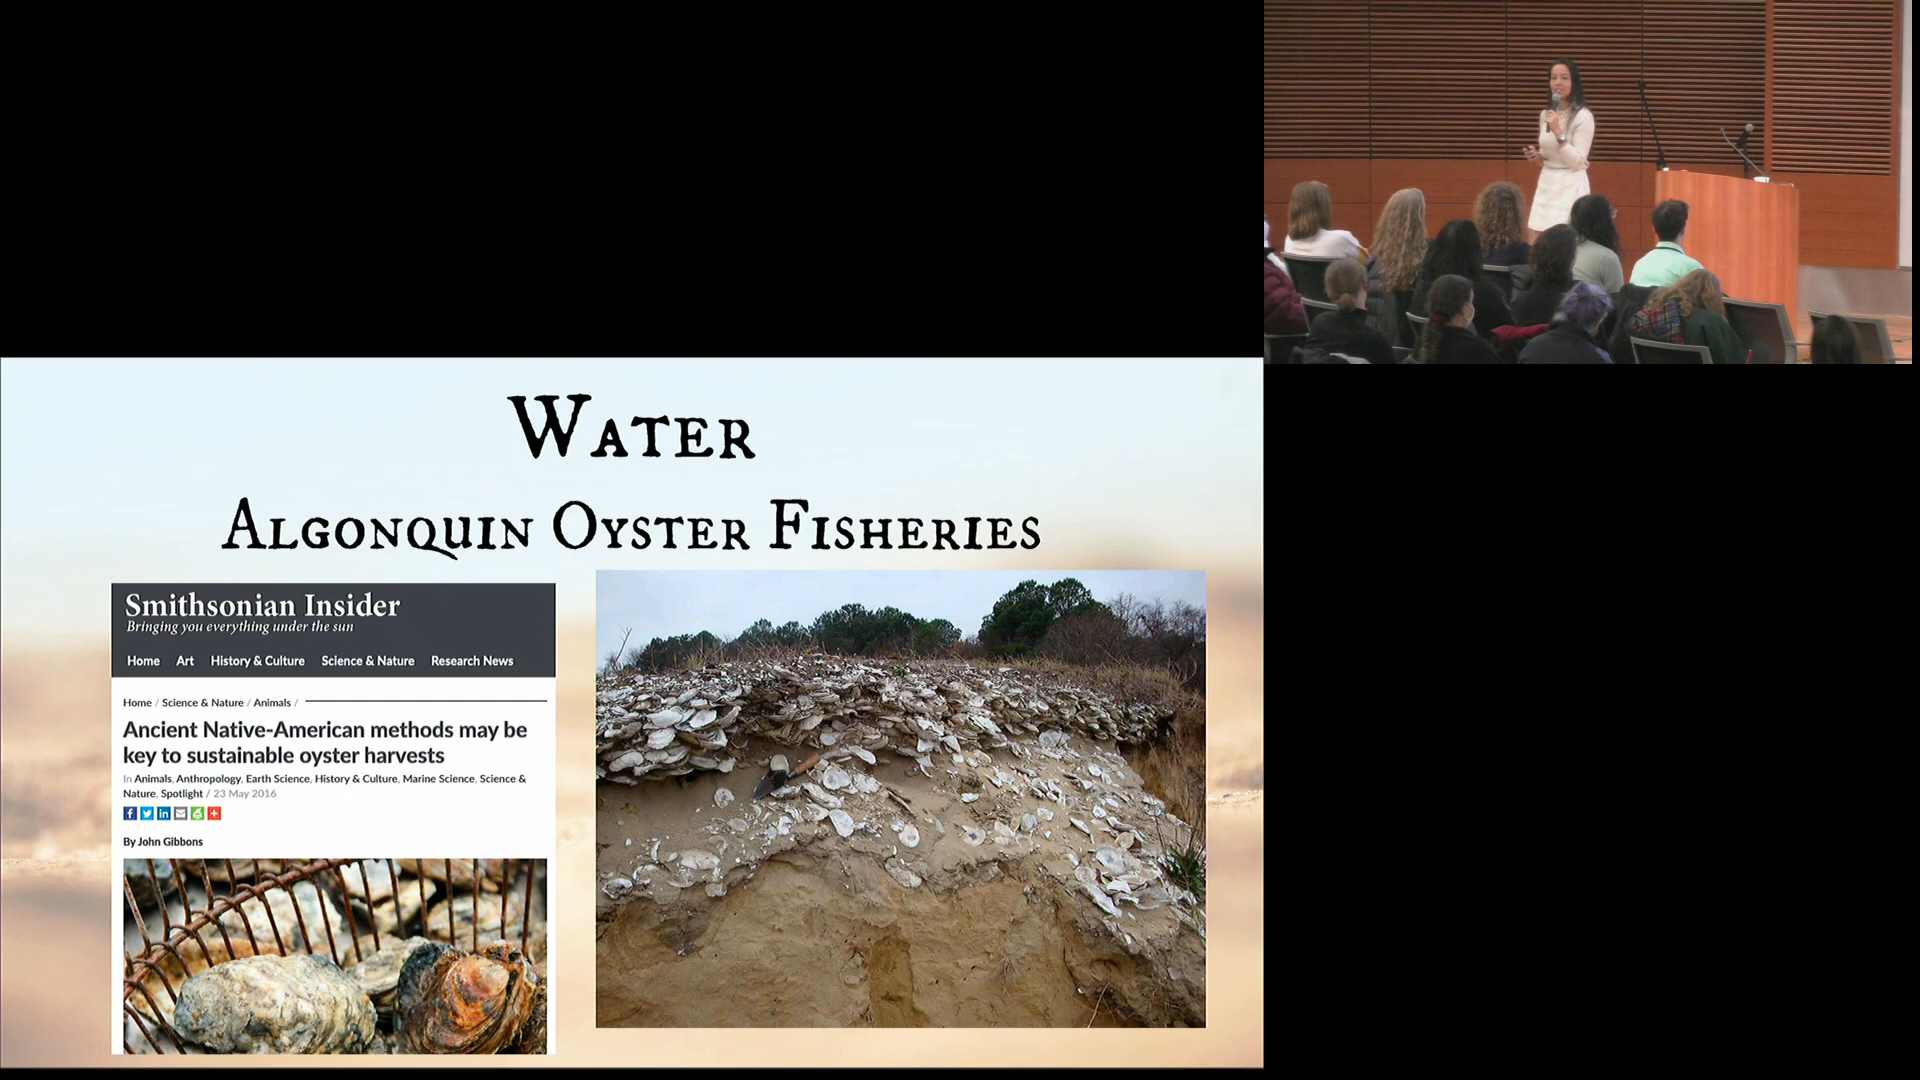 Water
Algonquin Oyster Fisheries
Smithsonian Insider
Bringing you everything under the sun
Home Art History & Culture Science & Nature Research News
Home / Science & Nature / Animals /
Ancient Native-American methods may be
key to sustainable oyster harvests
In Animals, Anthropology, Earth Science, History & Culture, Marine Science, Science &
Nature, Spotlight / 23 May 2016
By John Gibbons